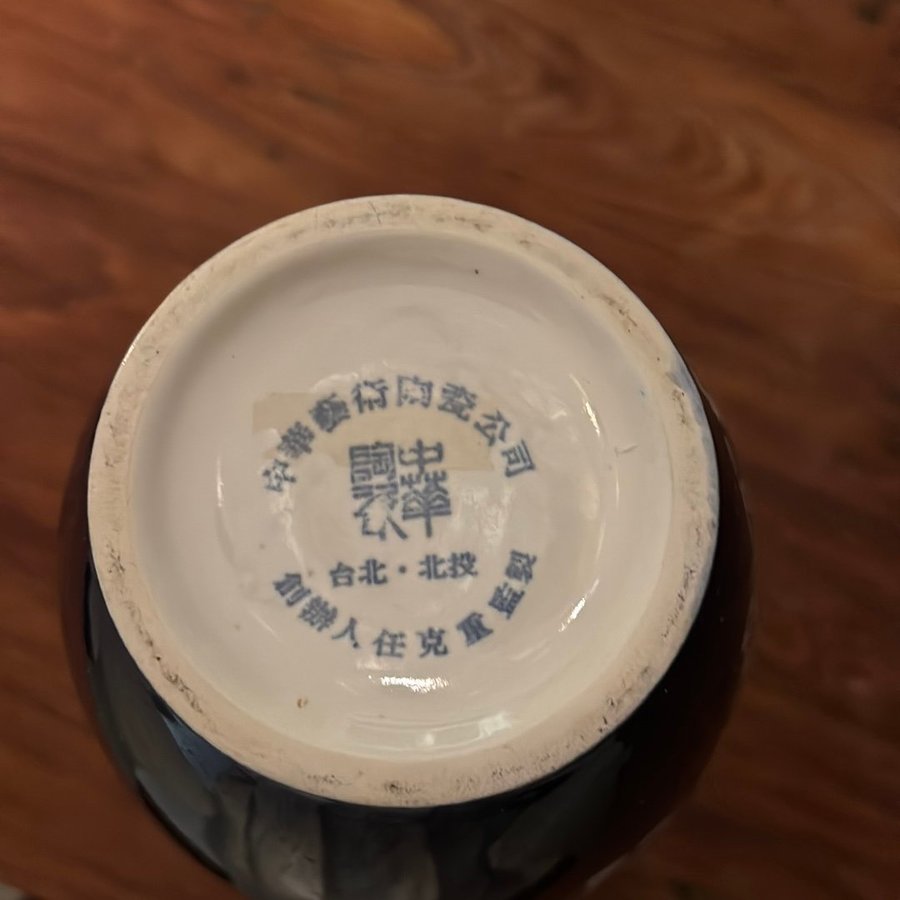 中華藝術陶瓷公司
中華陶瓷
台北·北投
創辦人任克重監製